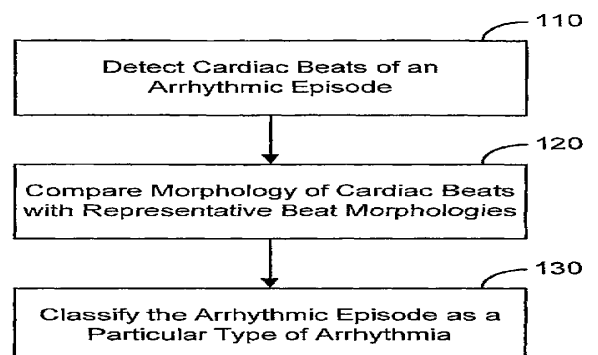 110
Detect Cardiac Beats of an
Arrhythmic Episode
120
Compare Morphology of Cardiac Beats
with Representative Beat Morphologies
130
Classify the Arrhythmic Episode as a
Particular Type of Arrhythmia